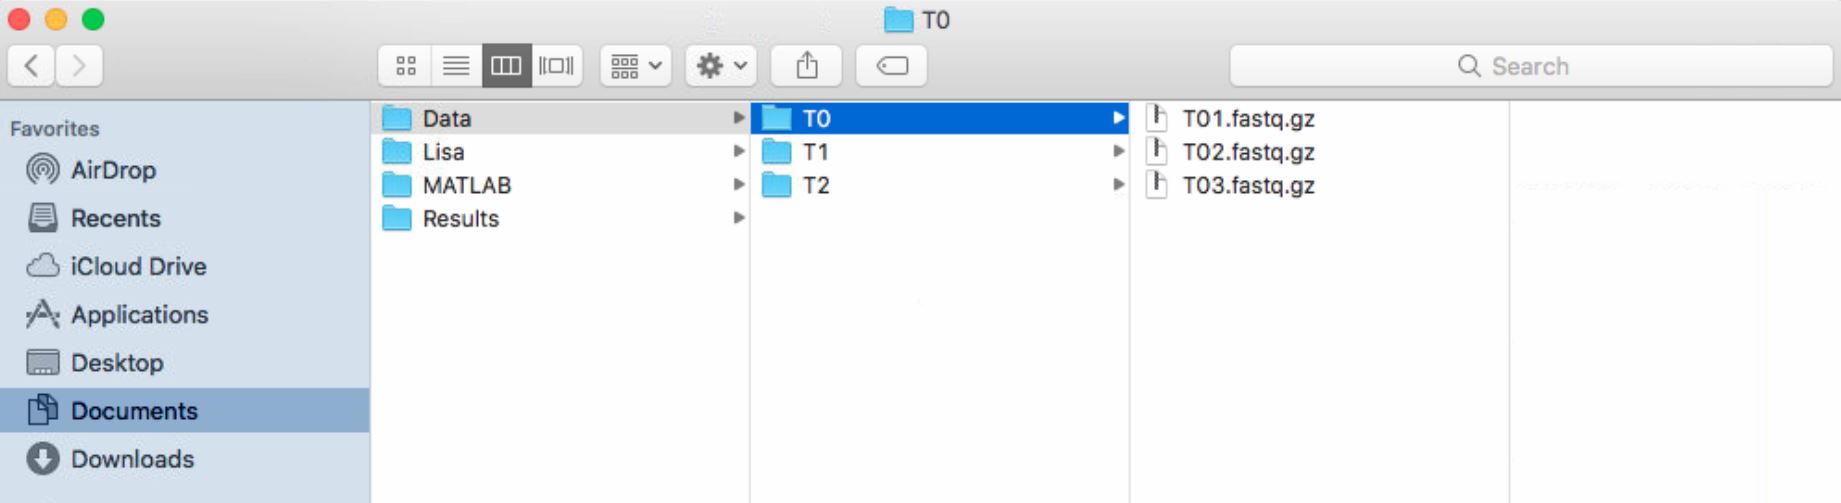 T0
Search
Favorites
AirDrop
Recents
iCloud Drive
Applications
Desktop
Documents
Downloads
Data
Lisa
MATLAB
Results
T0
T1
T2
T01.fastq.gz
T02.fastq.gz
T03.fastq.gz